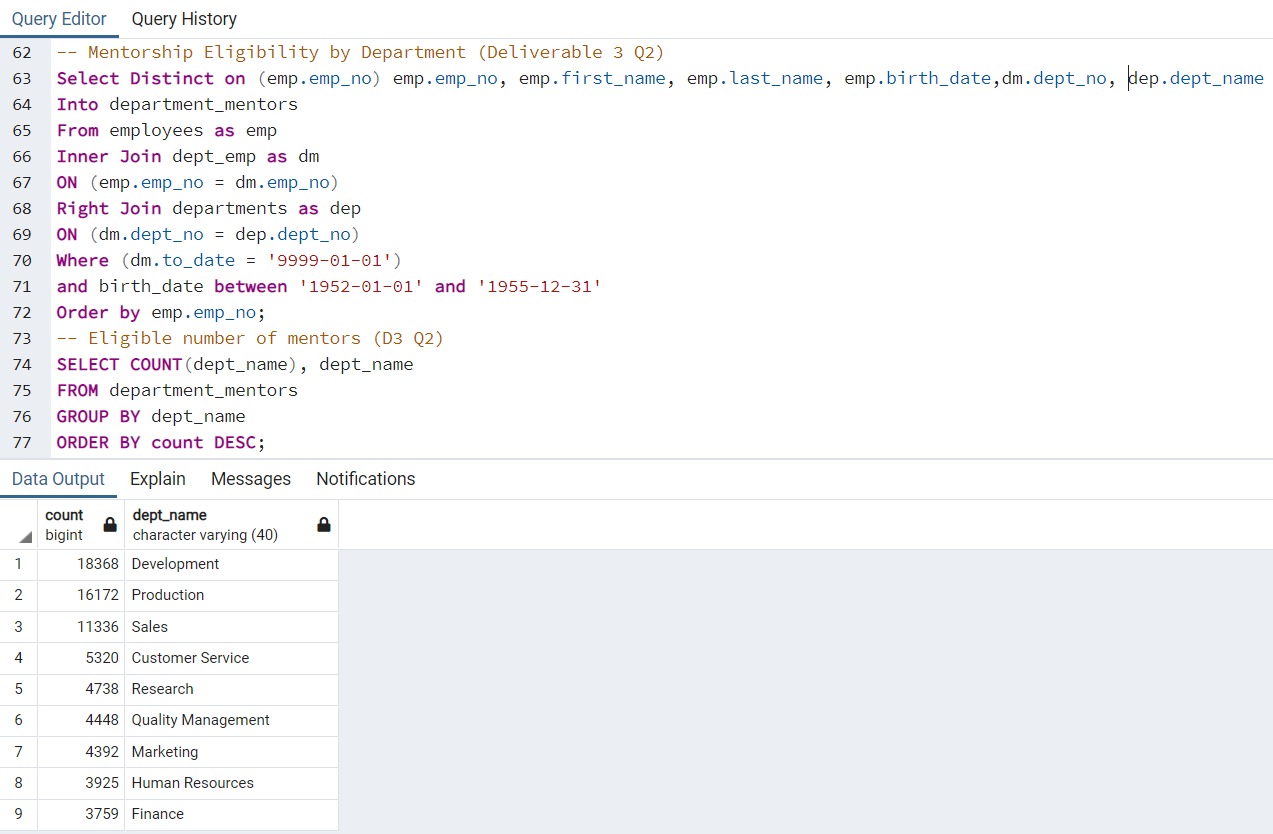 Query Editor Query History
62 -- Mentorship Eligibility by Department (Deliverable 3 Q2)
63 Select Distinct on (emp.emp_no) emp.emp_no, emp.first_name, emp.last_name, emp.birth_date,dm.dept_no, dep.dept_name
64 Into department_mentors
65 From employees as emp
66 Inner Join dept_emp as dm
67 ON (emp.emp_no = dm.emp_no)
68 Right Join departments as dep
69 ON (dm.dept_no = dep.dept_no)
70 Where (dm.to_date = '9999-01-01')
71 and birth_date between '1952-01-01' and '1955-12-31'
72 Order by emp.emp_no;
73 -- Eligible number of mentors (D3 Q2)
74 SELECT COUNT(dept_name), dept_name
75 FROM department_mentors
76 GROUP BY dept_name
77 ORDER BY count DESC;
Data Output Explain Messages Notifications
count dept_name
bigint character varying (40)
1 18368 Development
2 16172 Production
3 11336 Sales
4 5320 Customer Service
5 4738 Research
6 4448 Quality Management
7 4392 Marketing
8 3925 Human Resources
9 3759 Finance